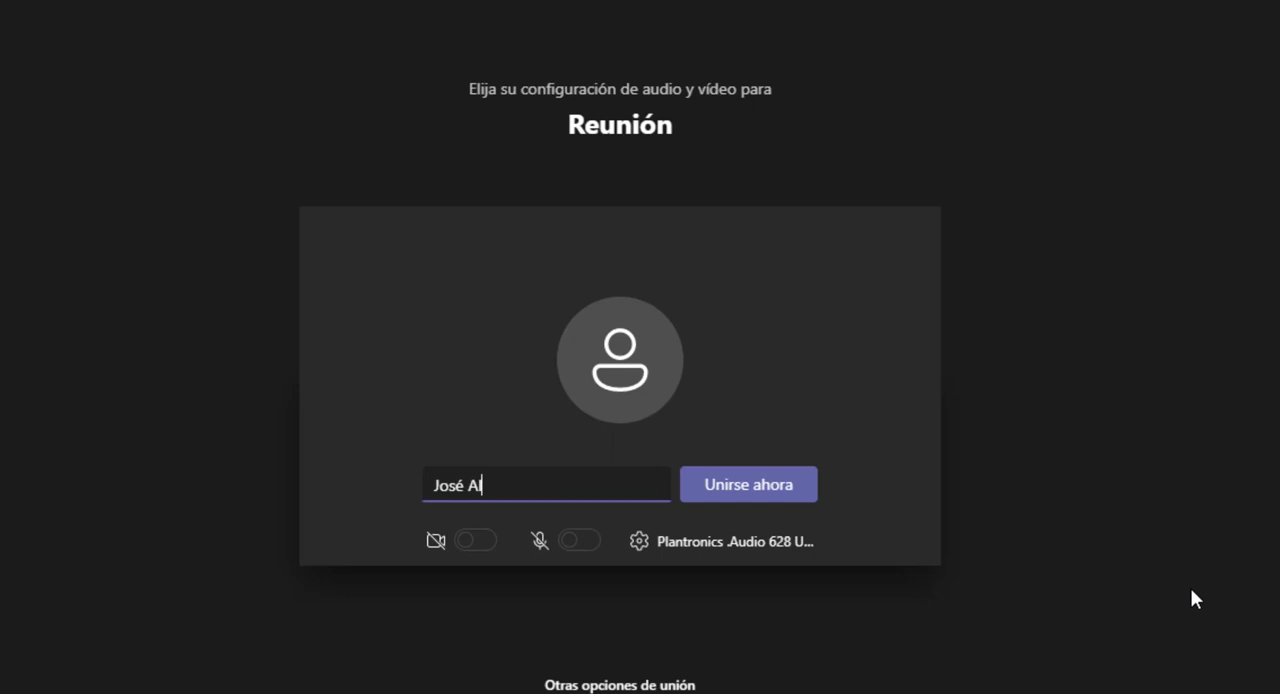 Elija su configuración de audio y vídeo para
Reunión
José Al
Unirse ahora
Plantronics .Audio 628 U...
Otras opciones de unión